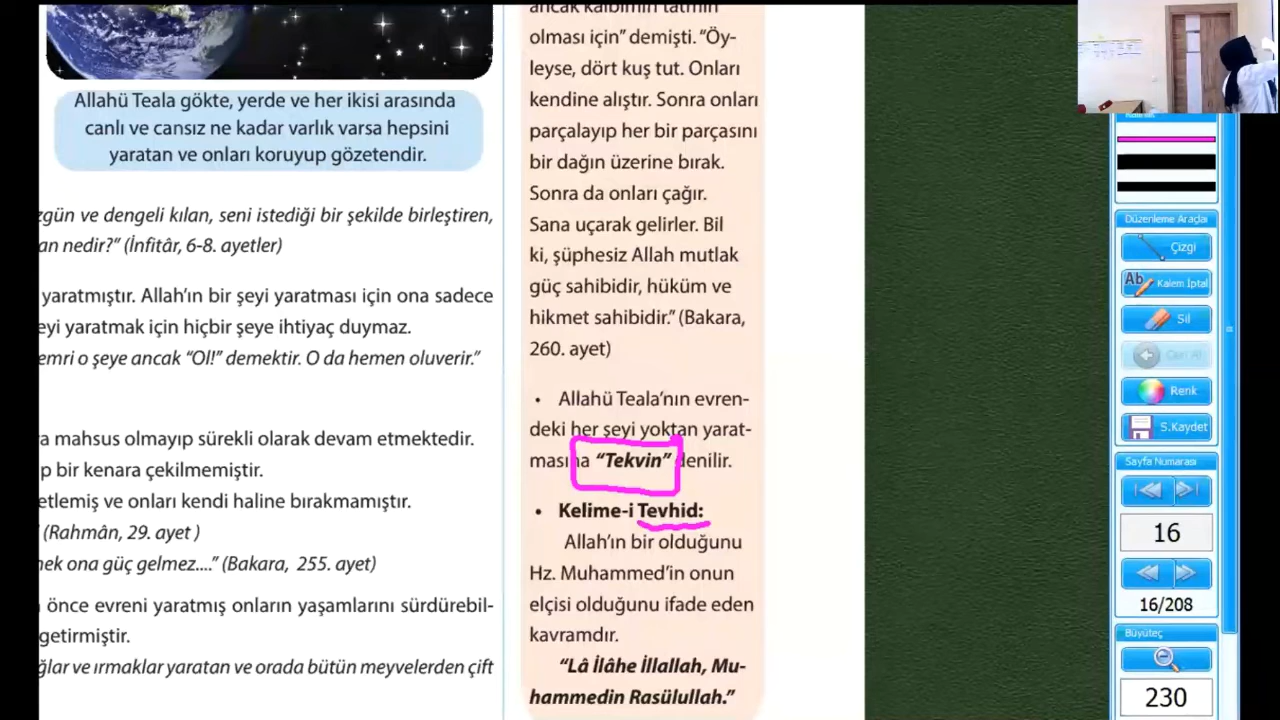 Allahü Teala gökte, yerde ve her ikisi arasında
canlı ve cansız ne kadar varlık varsa hepsini
yaratan ve onları koruyup gözetendir.
zgün ve dengeli kılan, seni istediği bir şekilde birleştiren,
an nedir?” (İnfitâr, 6-8. ayetler)
yaratmıştır. Allah’ın bir şeyi yaratması için ona sadece
eyi yaratmak için hiçbir şeye ihtiyaç duymaz.
emri o şeye ancak “Ol!” demektir. O da hemen oluverir.”
a mahsus olmayıp sürekli olarak devam etmektedir.
p bir kenara çekilmemiştir.
etlemiş ve onları kendi haline bırakmamıştır.
(Rahmân, 29. ayet )
nek ona güç gelmez....” (Bakara, 255. ayet)
önce evreni yaratmış onların yaşamlarını sürdürebil-
getirmiştir.
ğlar ve ırmaklar yaratan ve orada bütün meyvelerden çift
ancak kalbimin tatmin
olması için” demişti. “Öy-
leyse, dört kuş tut. Onları
kendine alıştır. Sonra onları
parçalayıp her bir parçasını
bir dağın üzerine bırak.
Sonra da onları çağır.
Sana uçarak gelirler. Bil
ki, şüphesiz Allah mutlak
güç sahibidir, hüküm ve
hikmet sahibidir.” (Bakara,
260. ayet)
• Allahü Teala’nın evren-
deki her şeyi yoktan yarat-
masına “Tekvin” denilir.
• Kelime-i Tevhid:
Allah’ın bir olduğunu
Hz. Muhammed’in onun
elçisi olduğunu ifade eden
kavramdır.
“Lâ İlâhe İllallah, Mu-
hammedin Rasülullah.”
Düzenleme Araçları
Çizgi
Ab Kalem İptal
Sil
Geri Al
Renk
S.Kaydet
Sayfa Numarası
16
16/208
Büyüteç
230